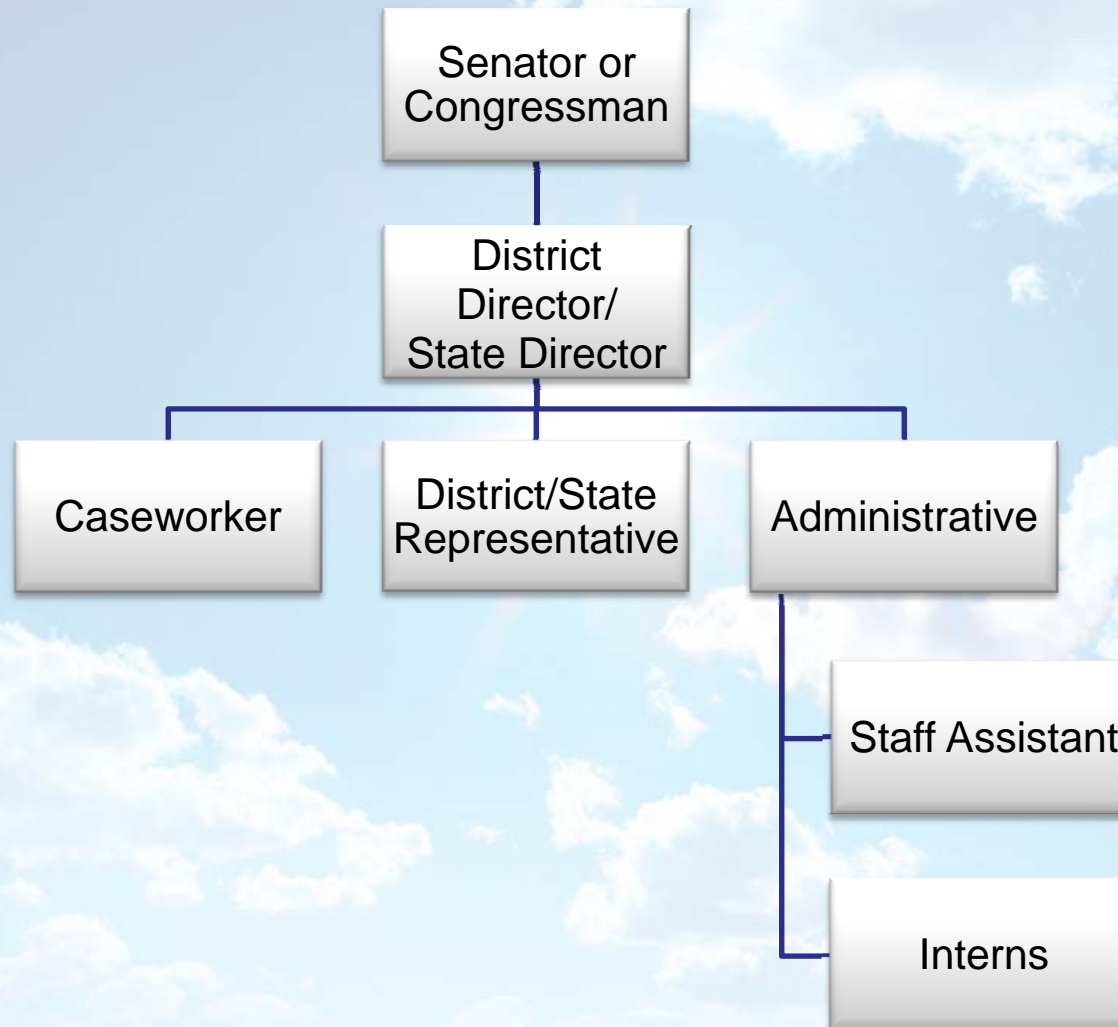 Senator or
Congressman
District
Director/
State Director
Caseworker
District/State
Representative
Administrative
Staff Assistant
Interns